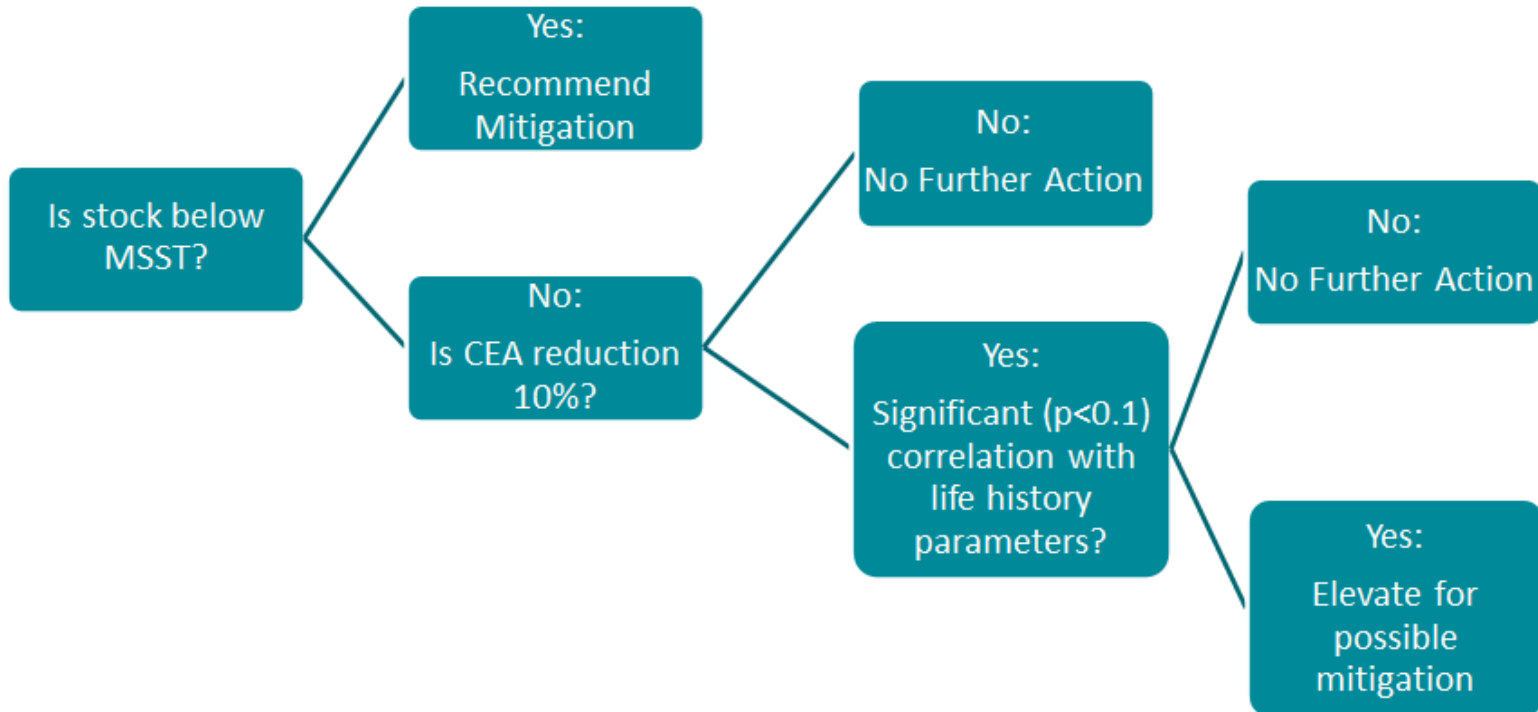 Is stock below
MSST?
Yes:
Recommend
Mitigation
No:
Is CEA reduction
10%?
No:
No Further Action
Yes:
Significant (p<0.1)
correlation with
life history
parameters?
No:
No Further Action
Yes:
Elevate for
possible
mitigation